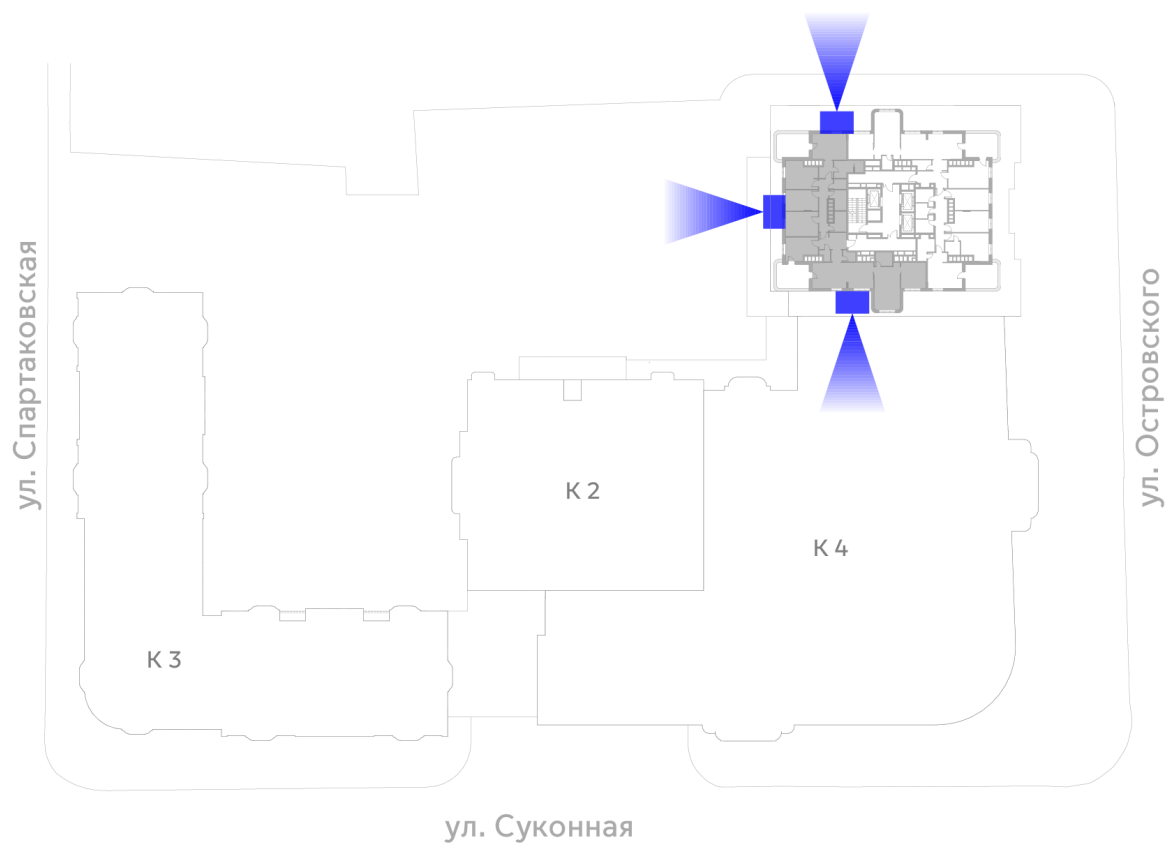 ул. Спартаковская
ул. Островского
К 2
К 4
К 3
ул. Суконная